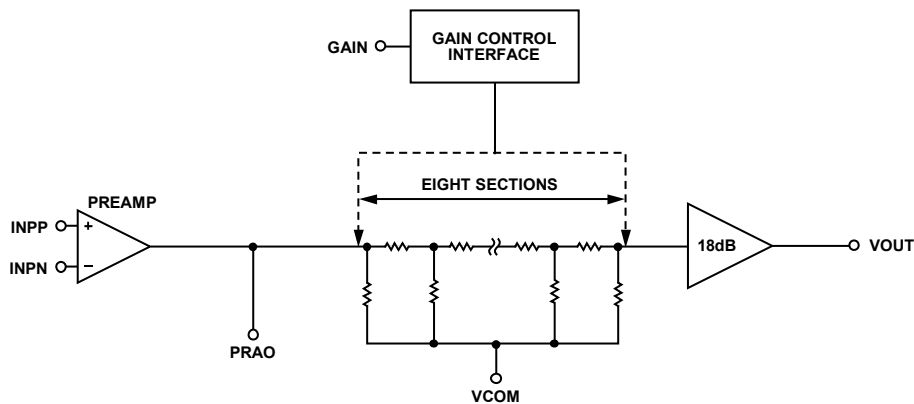 GAIN CONTROL
INTERFACE
GAIN
EIGHT SECTIONS
PREAMP
INPP
+
INPN
−
18dB
VOUT
PRAO
VCOM